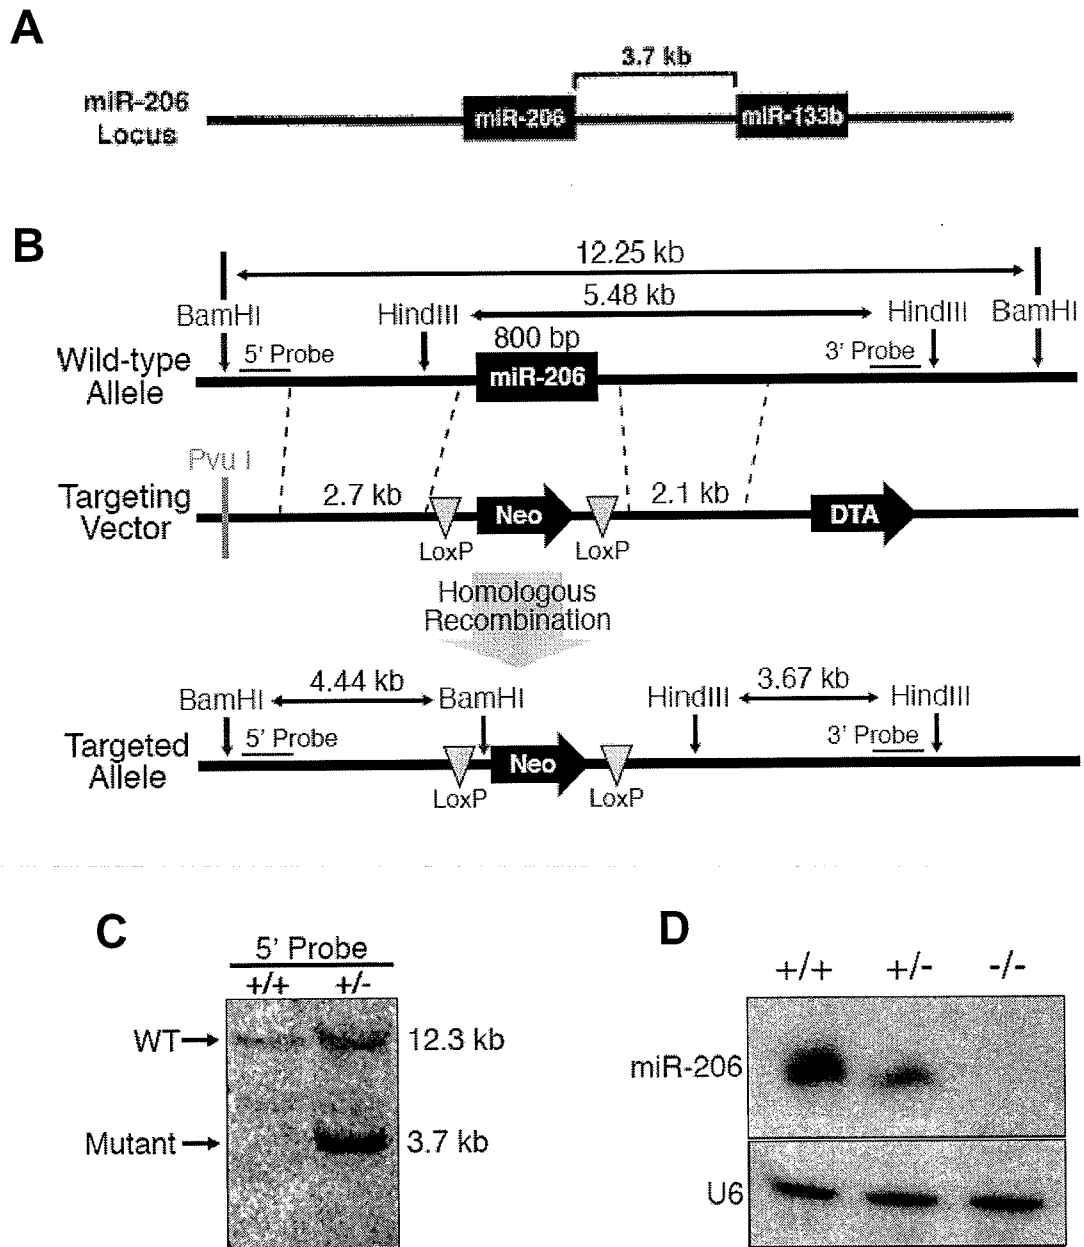 A
3.7 kb
miR-206
Locus
miR-206
miR-133b
B
12.25 kb
5.48 kb
BamHI
HindIII
HindIII
BamHI
800 bp
5' Probe
3' Probe
Wild-type
Allele
miR-206
Pvu I
Targeting
Vector
2.7 kb
2.1 kb
Neo
DTA
LoxP
LoxP
Homologous
Recombination
4.44 kb
3.67 kb
BamHI
BamHI
HindIII
HindIII
5' Probe
3' Probe
Targeted
Allele
Neo
LoxP
LoxP
C
5' Probe
+/+ +/-
WT
12.3 kb
Mutant
3.7 kb
D
+/+ +/- -/-
miR-206
U6